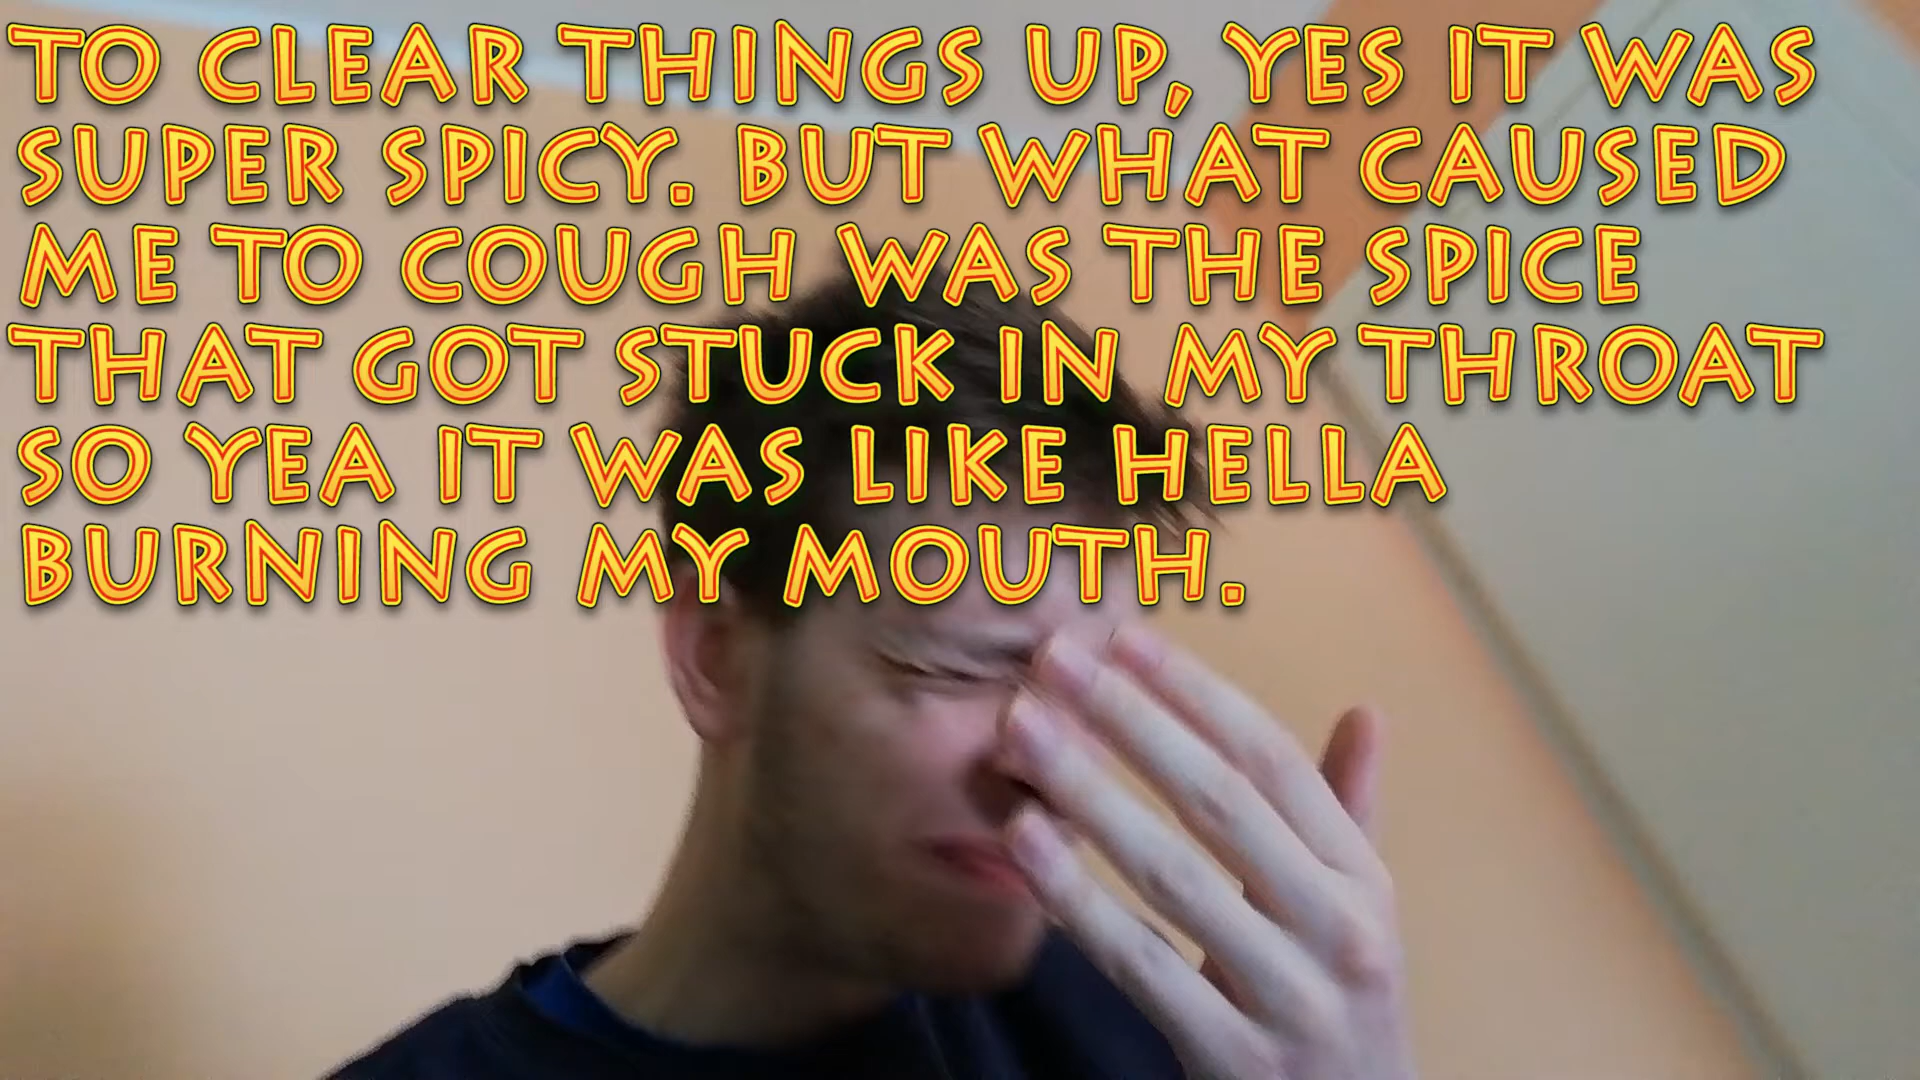 TO CLEAR THINGS UP, YES IT WAS
SUPER SPICY. BUT WHAT CAUSED
ME TO COUGH WAS THE SPICE
THAT GOT STUCK IN MY THROAT
SO YEA IT WAS LIKE HELLA
BURNING MY MOUTH.